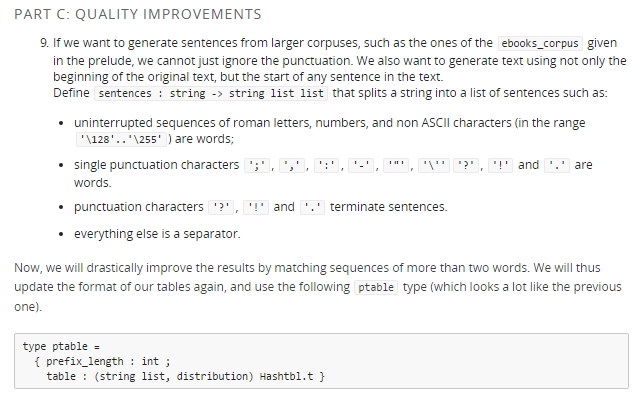 PART C: QUALITY IMPROVEMENTS
9. If we want to generate sentences from larger corpuses, such as the ones of the ebooks_corpus given
in the prelude, we cannot just ignore the punctuation. We also want to generate text using not only the
beginning of the original text, but the start of any sentence in the text.
Define sentences : string -> string list list that splits a string into a list of sentences such as:
• uninterrupted sequences of roman letters, numbers, and non ASCII characters (in the range
'\128'..'\255' ) are words;
• single punctuation characters ';' , ',' , ':' , '-' , '"' , '\'' '?' , '!' and '.' are
words.
• punctuation characters '?' , '!' and '.' terminate sentences.
• everything else is a separator.
Now, we will drastically improve the results by matching sequences of more than two words. We will thus
update the format of our tables again, and use the following ptable type (which looks a lot like the previous
one).
type ptable =
{ prefix_length : int ;
table : (string list, distribution) Hashtbl.t }